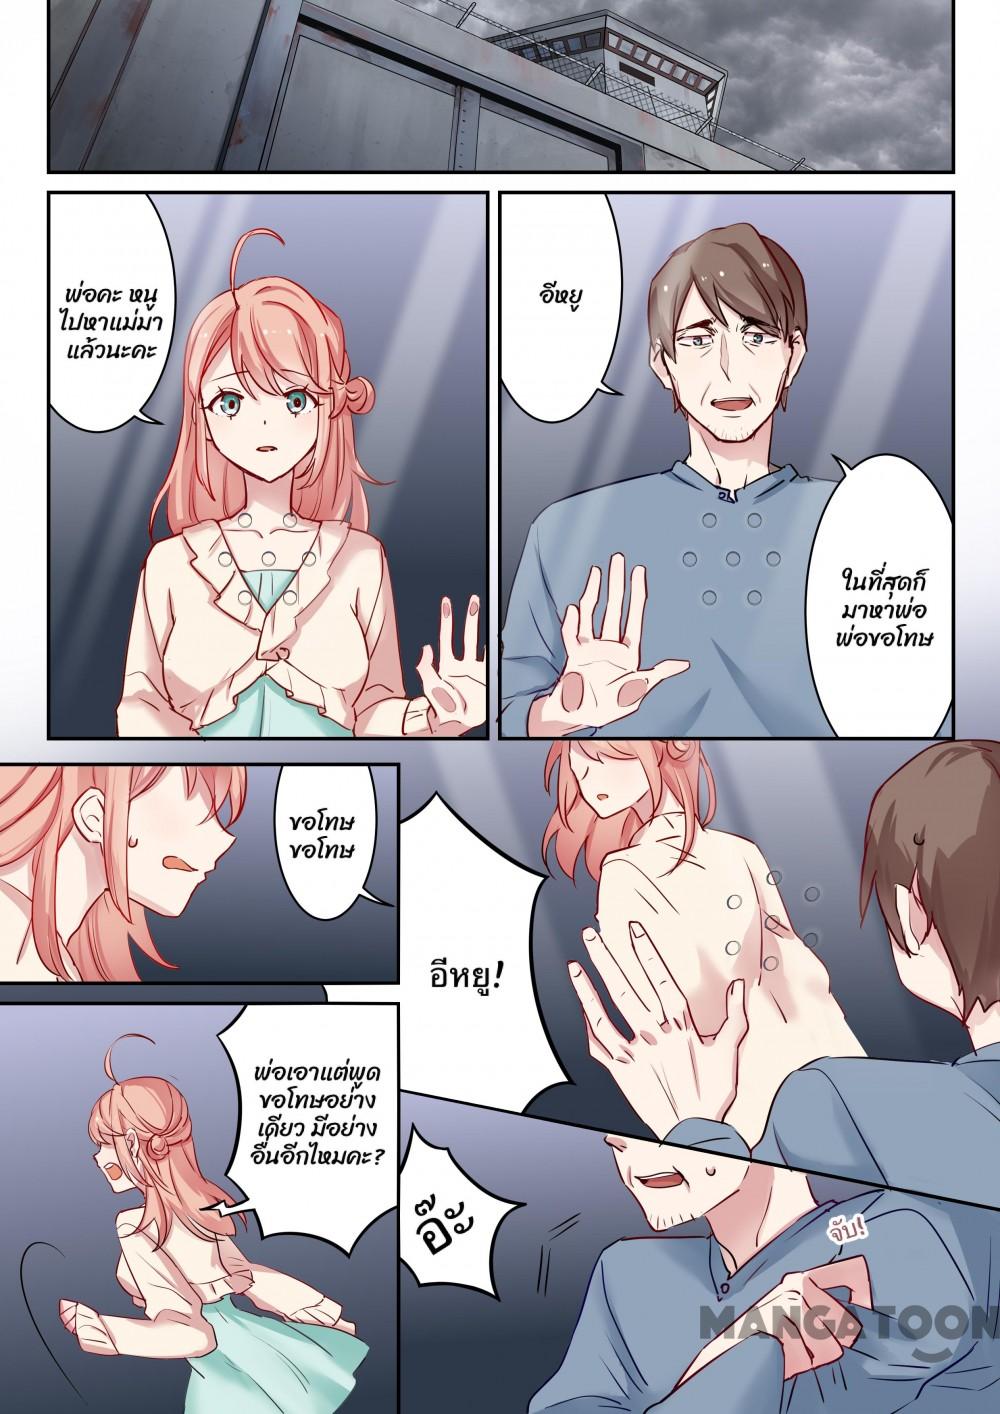 พ่อคะ หนู
ไปหาแม่มา
แล้วนะคะ
อีหยู
ในที่สุดก็
มาหาพ่อ
พ่อขอโทษ
ขอโทษ
ขอโทษ
อีหยู!
พ่อเอาแต่พูด
ขอโทษอย่าง
เดียว มีอย่าง
อื่นอีกไหมคะ?
อ๊ะ
จับ!
MANGATOON